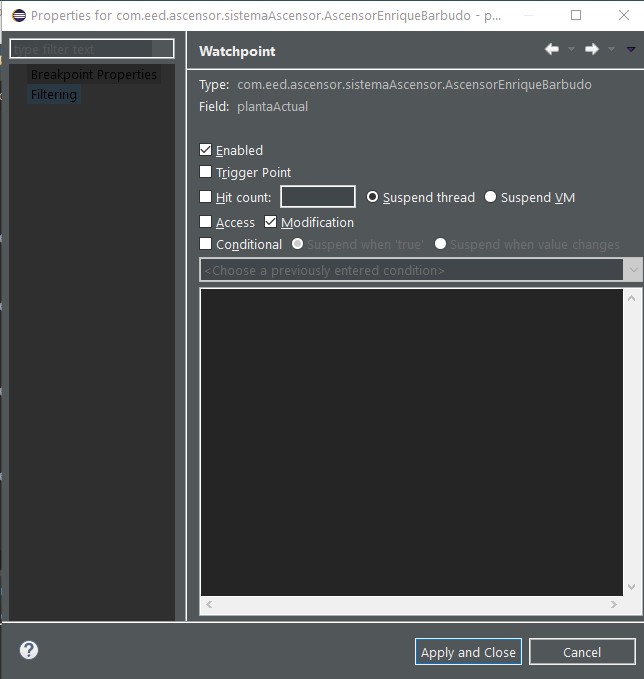 Properties for com.eed.ascensor.sistemaAscensor.AscensorEnriqueBarbudo - p...
type filter text
Breakpoint Properties
Filtering
Watchpoint
Type: com.eed.ascensor.sistemaAscensor.AscensorEnriqueBarbudo
Field: plantaActual
Enabled
Trigger Point
Hit count: Suspend thread Suspend VM
Access Modification
Conditional Suspend when 'true' Suspend when value changes
<Choose a previously entered condition>
Apply and Close Cancel